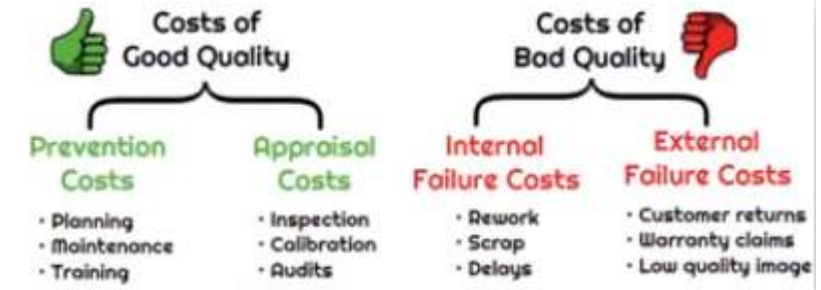 Costs of
Good Quality
Costs of
Bad Quality
Prevention
Costs
Appraisal
Costs
Internal
Failure Costs
External
Failure Costs
· Planning
· Maintenance
· Training
· Inspection
· Calibration
· Audits
· Rework
· Scrap
· Delays
· Customer returns
· Warranty claims
· Low quality image